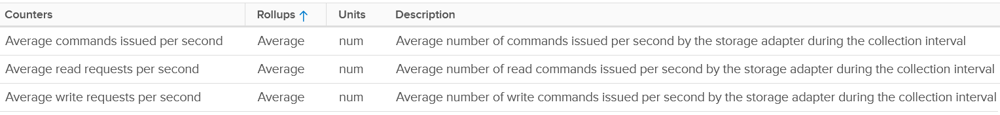 Counters Rollups Units Description
Average commands issued per second Average num Average number of commands issued per second by the storage adapter during the collection interval
Average read requests per second Average num Average number of read commands issued per second by the storage adapter during the collection interval
Average write requests per second Average num Average number of write commands issued per second by the storage adapter during the collection interval